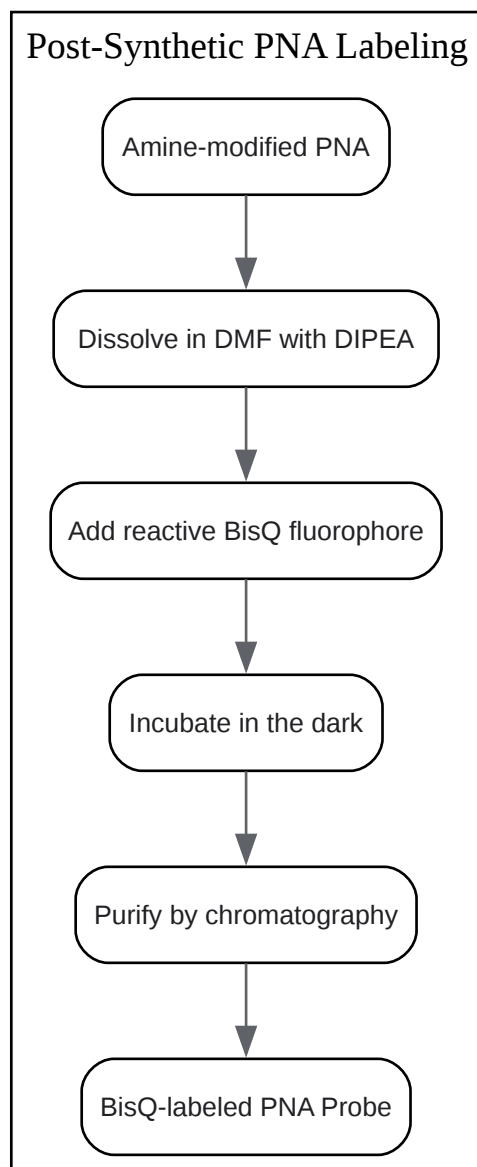 Post-Synthetic PNA Labeling
Amine-modified PNA
Dissolve in DMF with DIPEA
Add reactive BisQ fluorophore
Incubate in the dark
Purify by chromatography
BisQ-labeled PNA Probe